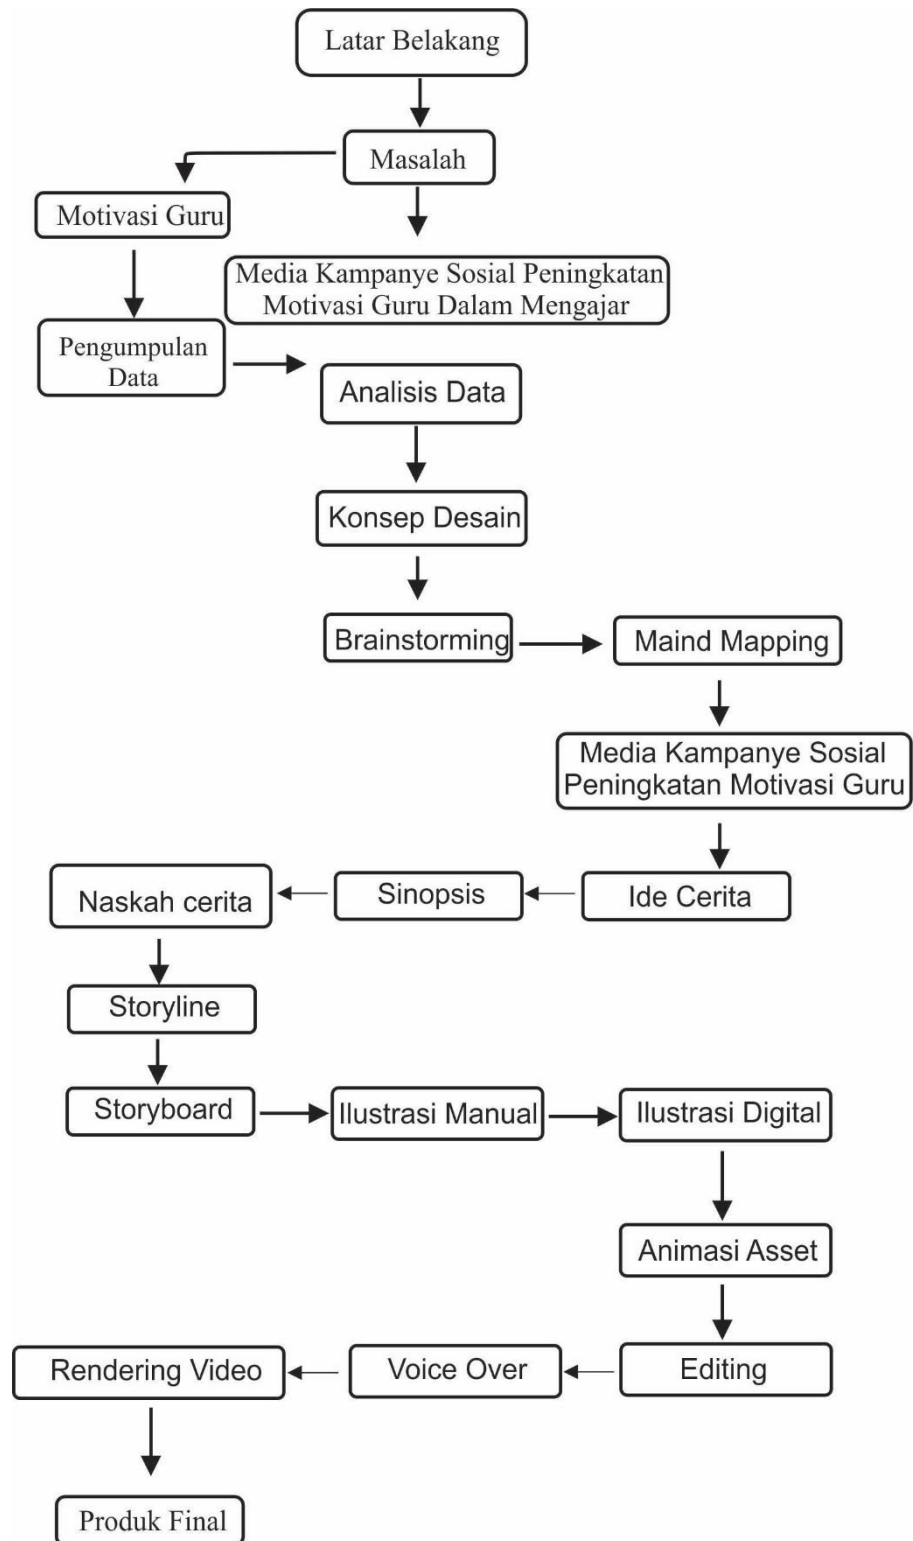 Latar Belakang
Masalah
Motivasi Guru
Media Kampanye Sosial Peningkatan
Motivasi Guru Dalam Mengajar
Pengumpulan
Data
Analisis Data
Konsep Desain
Brainstorming
Maind Mapping
Media Kampanye Sosial
Peningkatan Motivasi Guru
Ide Cerita
Sinopsis
Naskah cerita
Storyline
Storyboard
Ilustrasi Manual
Ilustrasi Digital
Animasi Asset
Editing
Voice Over
Rendering Video
Produk Final